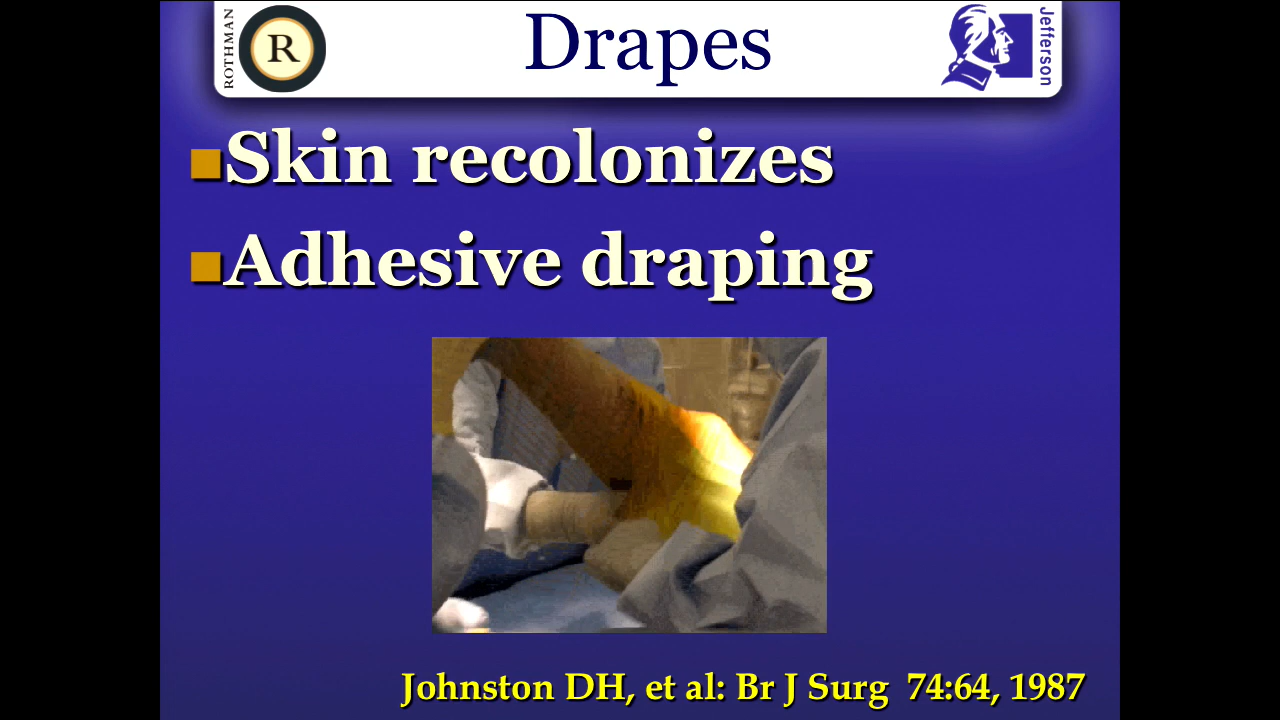 ROTHMAN
R
Drapes
Jefferson
Skin recolonizes
Adhesive draping
Johnston DH, et al: Br J Surg 74:64, 1987